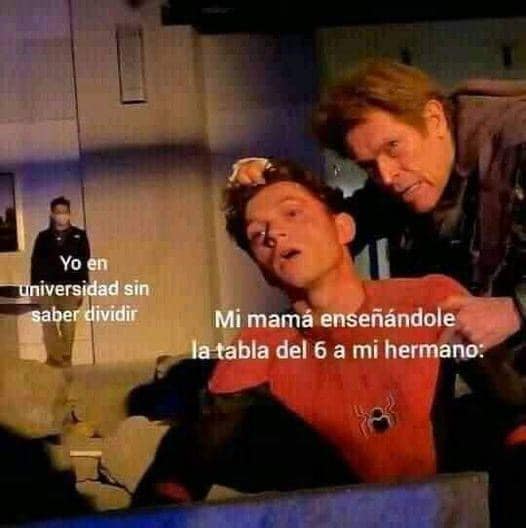 Yo en
universidad sin
saber dividir
Mi mamá enseñándole
la tabla del 6 a mi hermano: